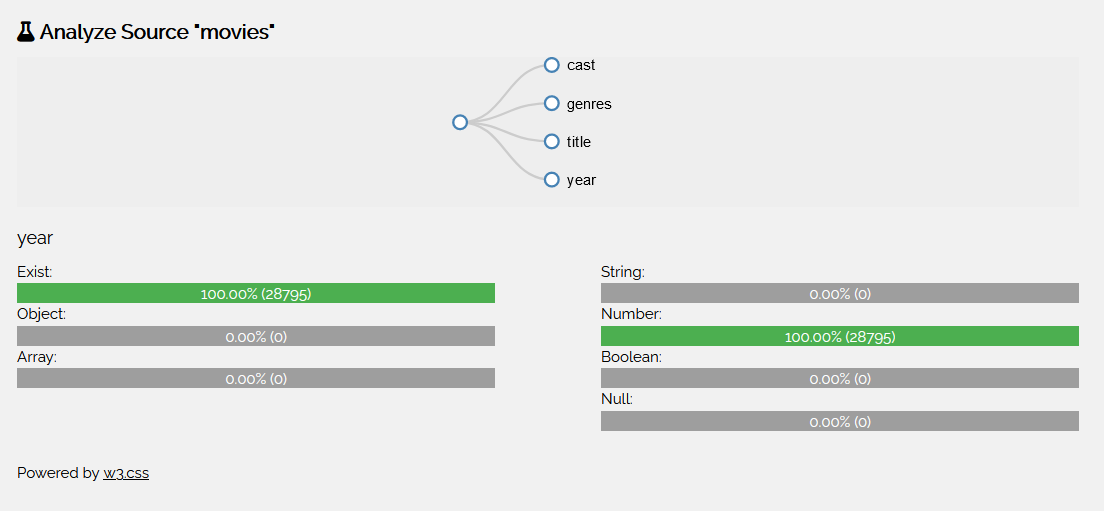 Analyze Source "movies"
cast
genres
title
year
year
Exist:
100.00% (28795)
Object:
0.00% (0)
Array:
0.00% (0)
String:
0.00% (0)
Number:
100.00% (28795)
Boolean:
0.00% (0)
Null:
0.00% (0)
Powered by w3.css